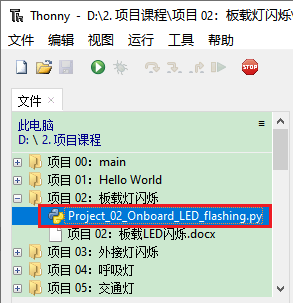 Thonny - D:\2. 项目课程\项目 02：板载灯闪烁\
文件 编辑 视图 运行 工具 帮助
STOP
文件 ×
此电脑
D: \ 2. 项目课程
项目 00：main
项目 01：Hello World
项目 02：板载灯闪烁
Project_02_Onboard_LED_flashing.py
项目 02：板载LED闪烁.docx
项目 03：外接灯闪烁
项目 04：呼吸灯
项目 05：交通灯